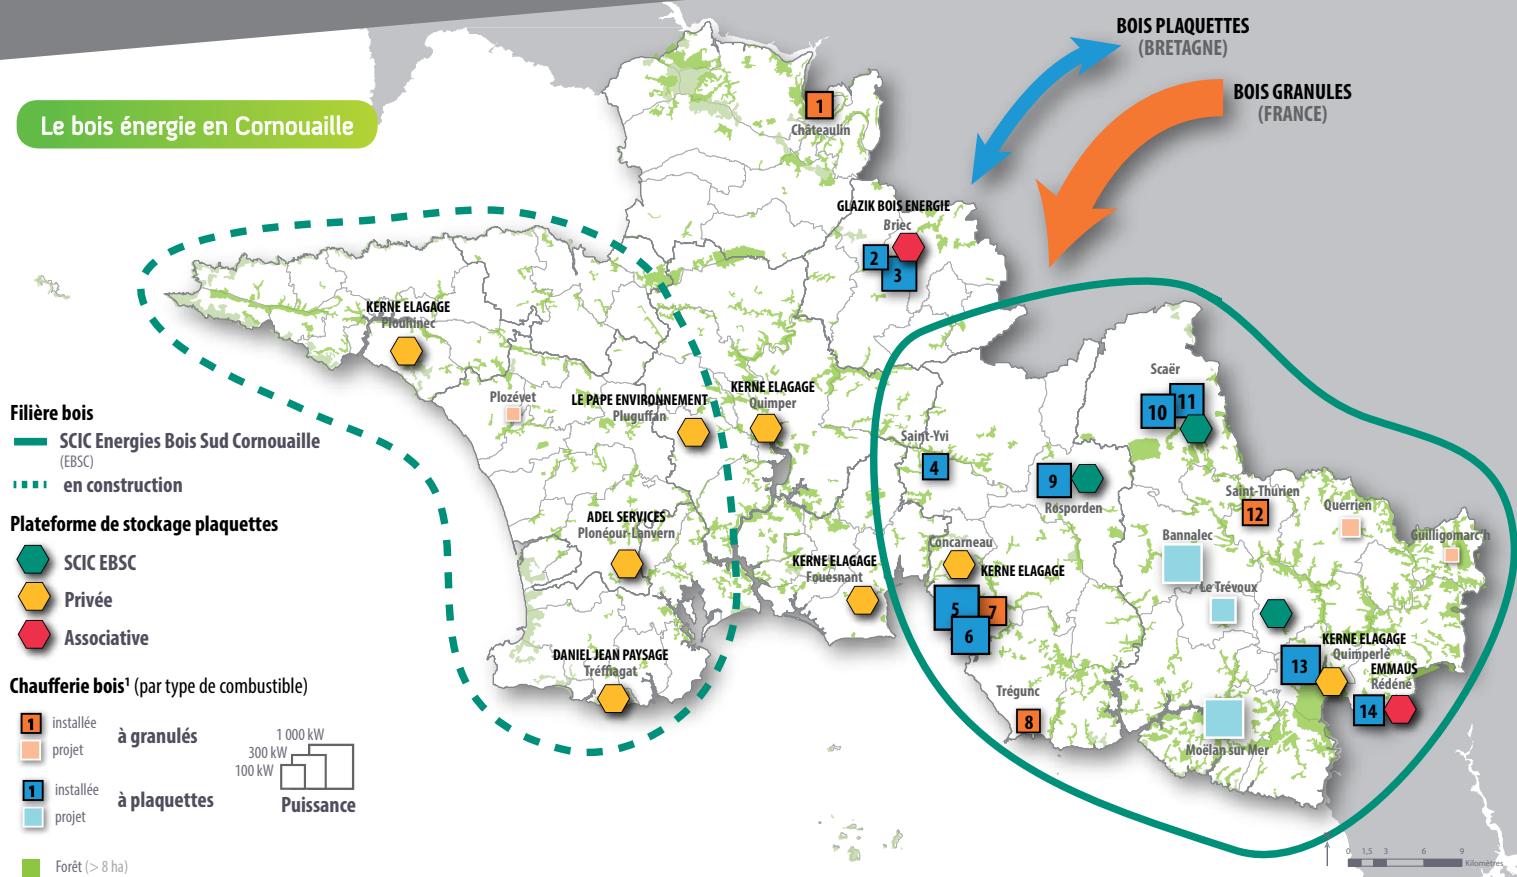 BOIS PLAQUETTES
(BRETAGNE)
BOIS GRANULES
(FRANCE)
Le bois énergie en Cornouaille
1
Châteaulin
GLAZIK BOIS ENERGIE
Briec
2
3
KERNE ELAGAGE
Plouhinec
Plozévet
LE PAPE ENVIRONNEMENT
Pluguffan
KERNE ELAGAGE
Quimper
Scaër
10
11
Saint-Yvi
4
9
Rosporden
Saint-Thurien
12
Querrien
Guilligomarc'h
Bannalec
Le Trévoux
ADEL SERVICES
Plonéour-Lanvern
KERNE ELAGAGE
Fouesnant
Concarneau
KERNE ELAGAGE
5
7
6
KERNE ELAGAGE
Quimperlé
13
EMMAUS
Rédéné
14
DANIEL JEAN PAYSAGE
Tréffiagat
Trégunc
8
Moëlan sur Mer
Filière bois
SCIC Energies Bois Sud Cornouaille
(EBSC)
en construction
Plateforme de stockage plaquettes
SCIC EBSC
Privée
Associative
Chaufferie bois¹ (par type de combustible)
1 installée
projet
à granulés
1 installée
projet
à plaquettes
1 000 kW
300 kW
100 kW
Puissance
Forêt (> 8 ha)
0 1,5 3 6 9
Kilomètres